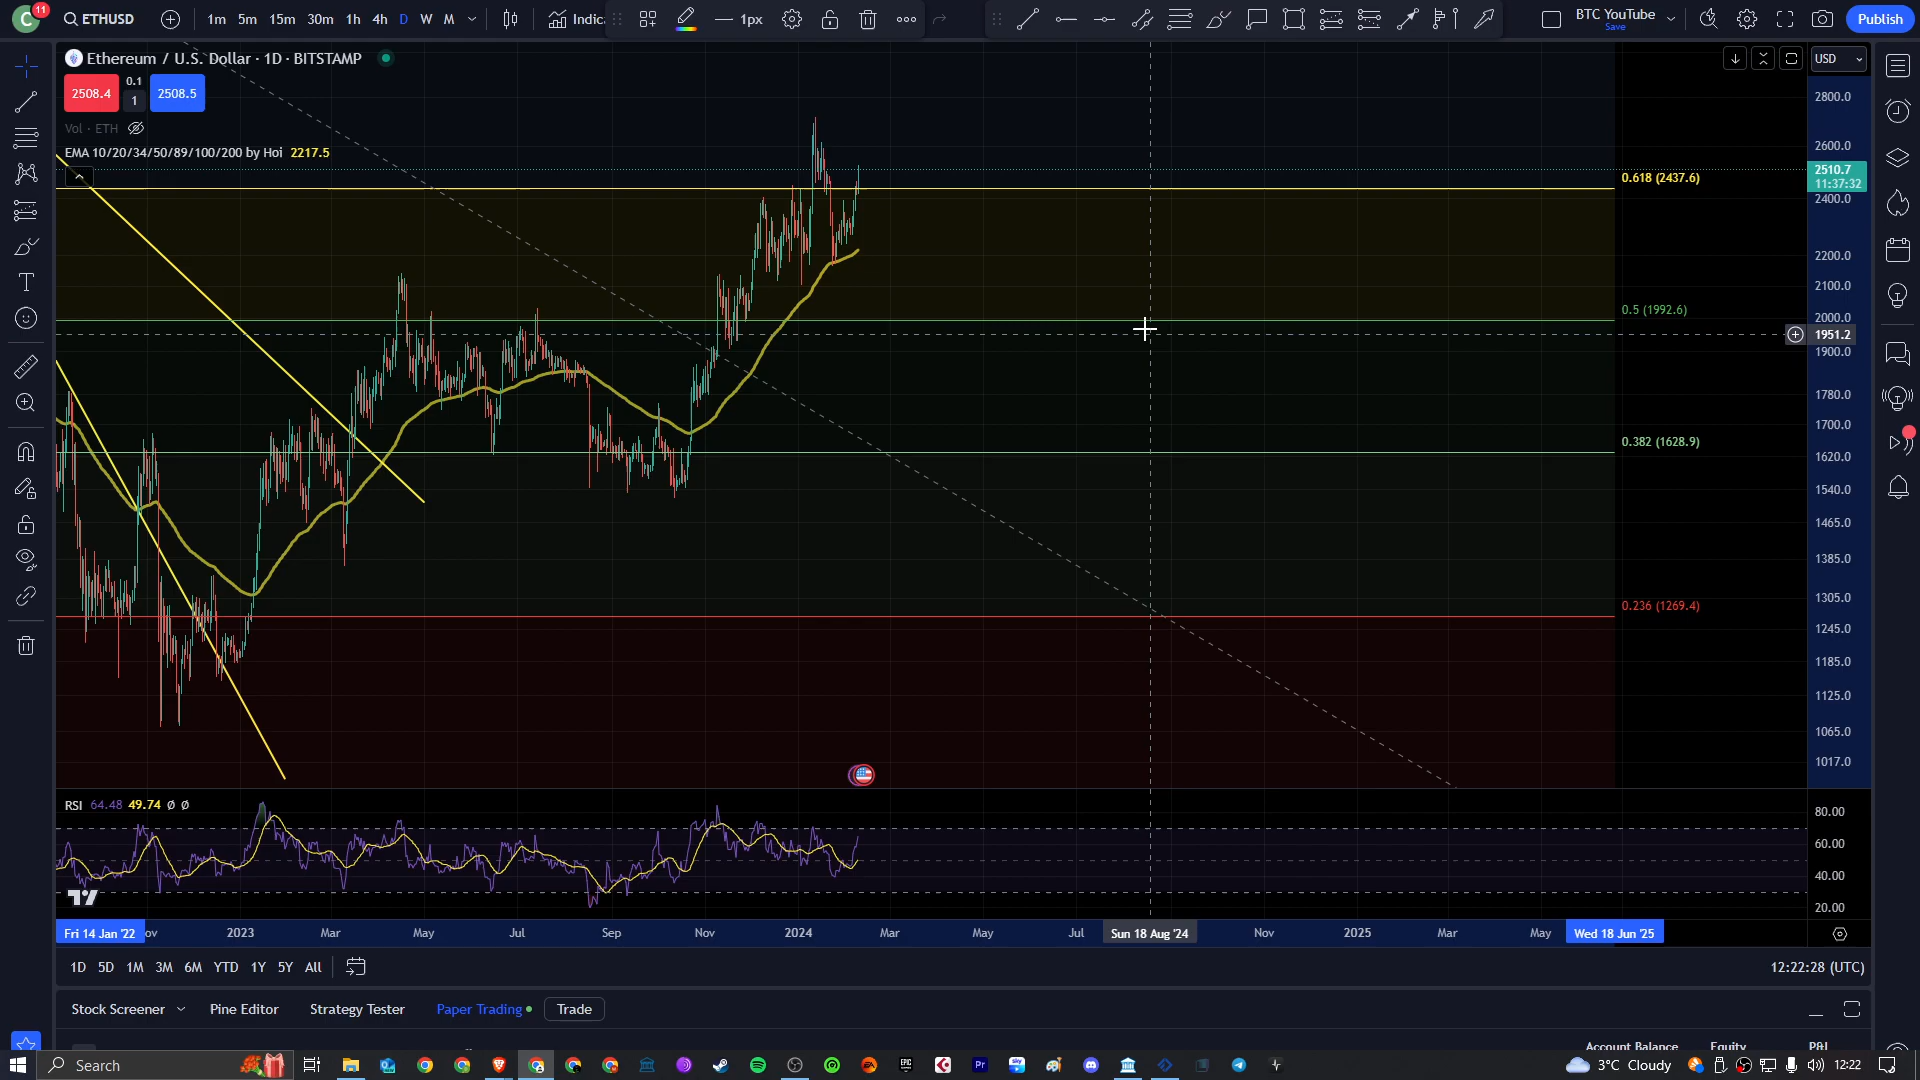 C 11 ETHUSD 1m 5m 15m 30m 1h 4h D W M Indic 1px BTC YouTube Save Publish
Ethereum / U.S. Dollar · 1D · BITSTAMP USD
2508.4 0.1 1 2508.5
Vol · ETH
EMA 10/20/34/50/89/100/200 by Hoi 2217.5
2800.0
2600.0
2510.7
11:37:32
0.618 (2437.6)
2400.0
2200.0
2100.0
0.5 (1992.6)
2000.0
1951.2
1900.0
1780.0
1700.0
0.382 (1628.9)
1620.0
1540.0
1465.0
1385.0
1305.0
0.236 (1269.4)
1245.0
1185.0
1125.0
1065.0
1017.0
RSI 64.48 49.74 ø ø
80.00
60.00
40.00
20.00
Fri 14 Jan '22 ov 2023 Mar May Jul Sep Nov 2024 Mar May Jul Sun 18 Aug '24 Nov 2025 Mar May Wed 18 Jun '25
1D 5D 1M 3M 6M YTD 1Y 5Y All 12:22:28 (UTC)
Stock Screener Pine Editor Strategy Tester Paper Trading Trade
Account Balance Equity P&L
Search 3°C Cloudy 12:22